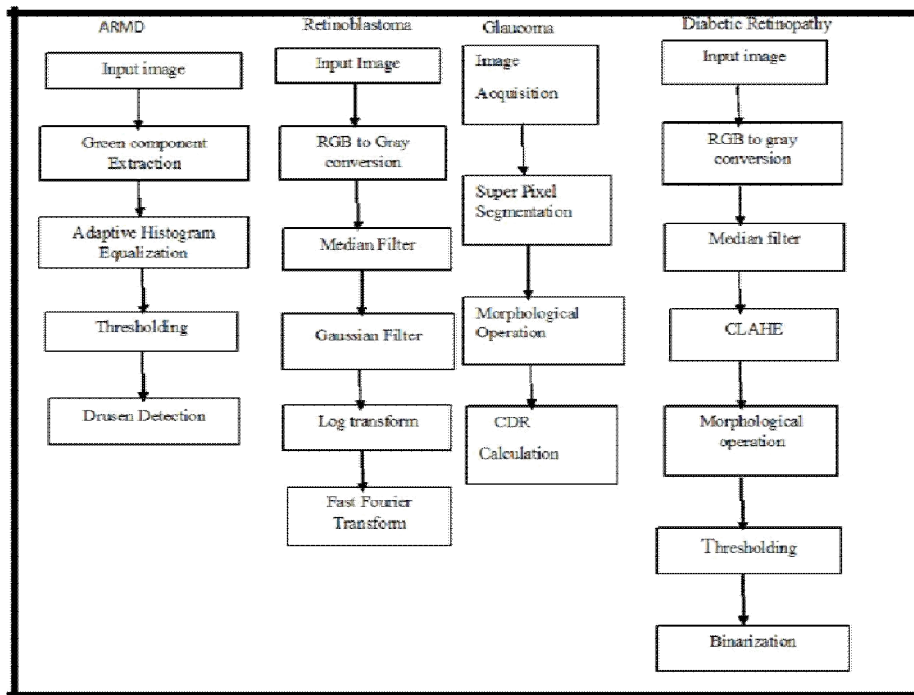 ARMD
Input image
Green component
Extraction
Adaptive Histogram
Equalization
Thresholding
Drusen Detection
Retinoblastoma
Input Image
RGB to Gray
conversion
Median Filter
Gaussian Filter
Log transform
Fast Fourier
Transform
Glaucoma
Image
Acquisition
Super Pixel
Segmentation
Morphological
Operation
CDR
Calculation
Diabetic Retinopathy
Input image
RGB to gray
conversion
Median filter
CLAHE
Morphological
operation
Thresholding
Binarization